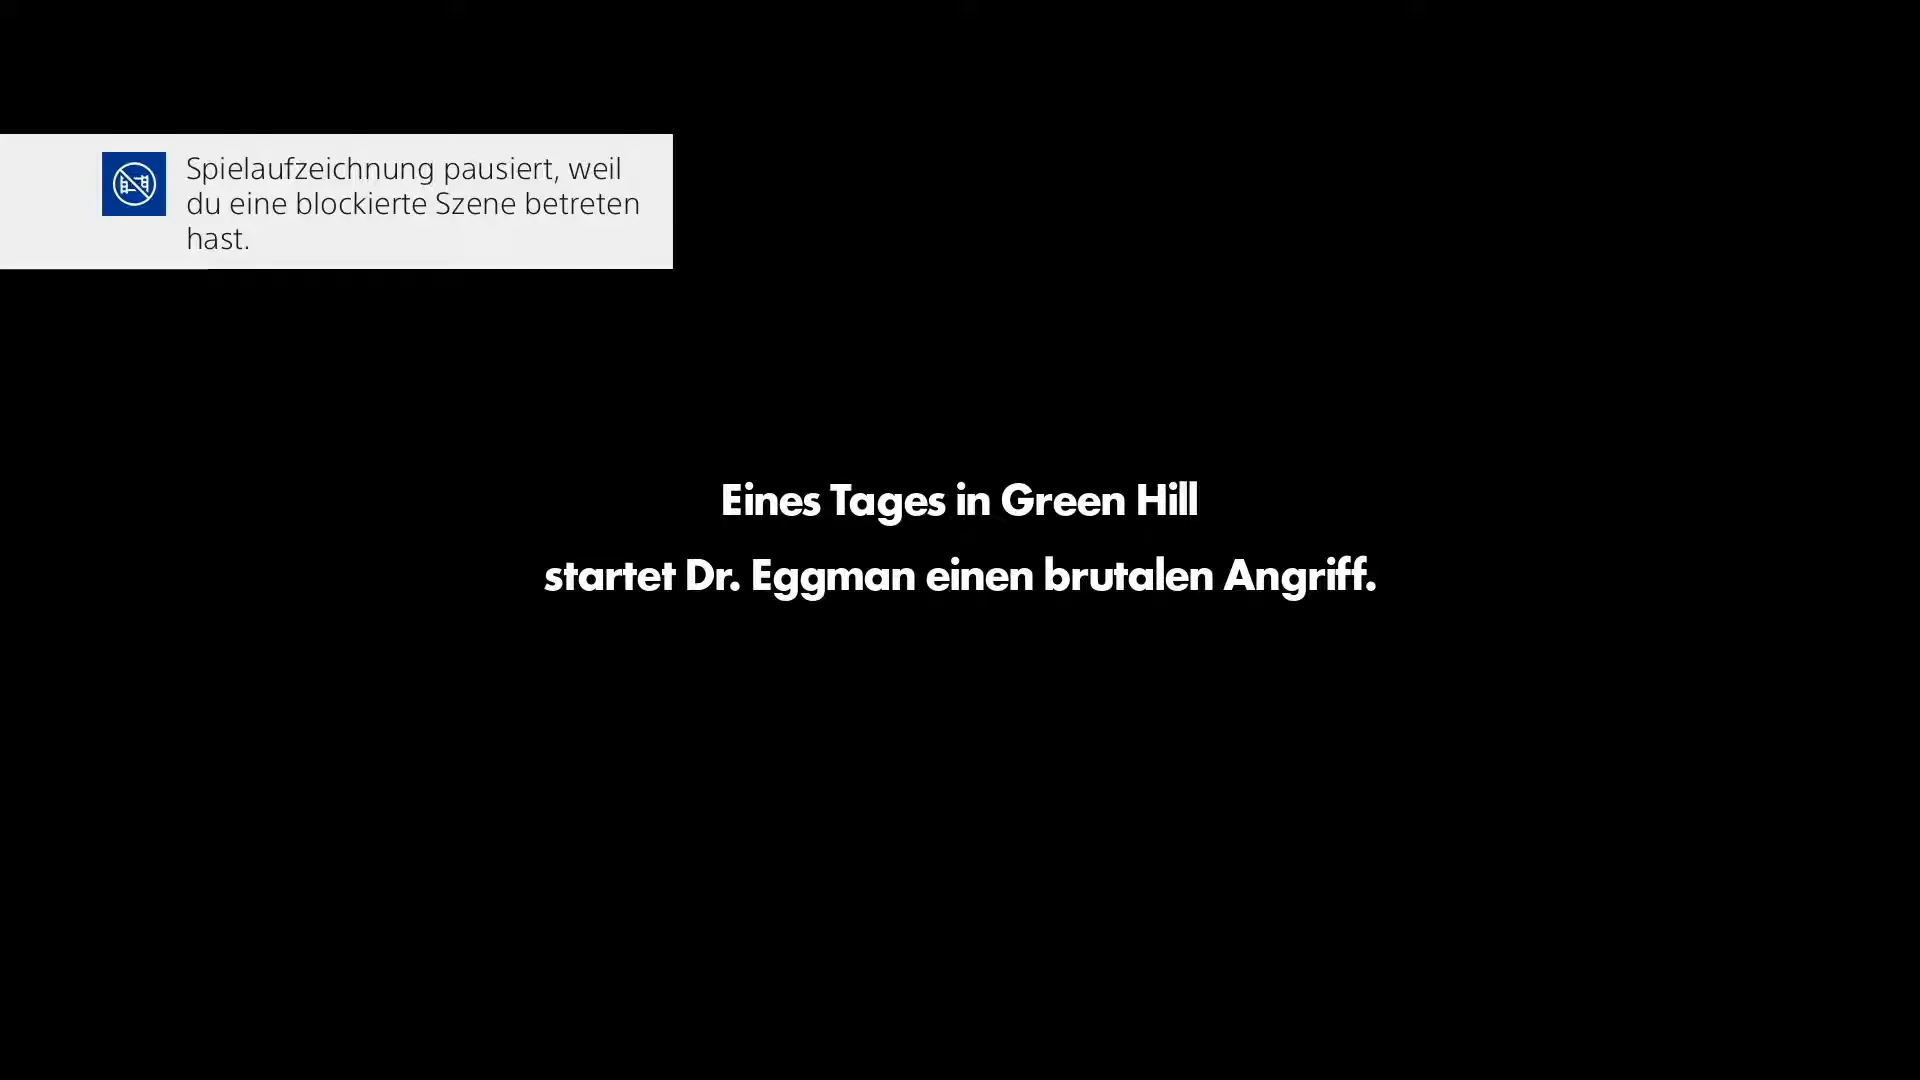 Spielaufzeichnung pausiert, weil
du eine blockierte Szene betreten
hast.
Eines Tages in Green Hill
startet Dr. Eggman einen brutalen Angriff.